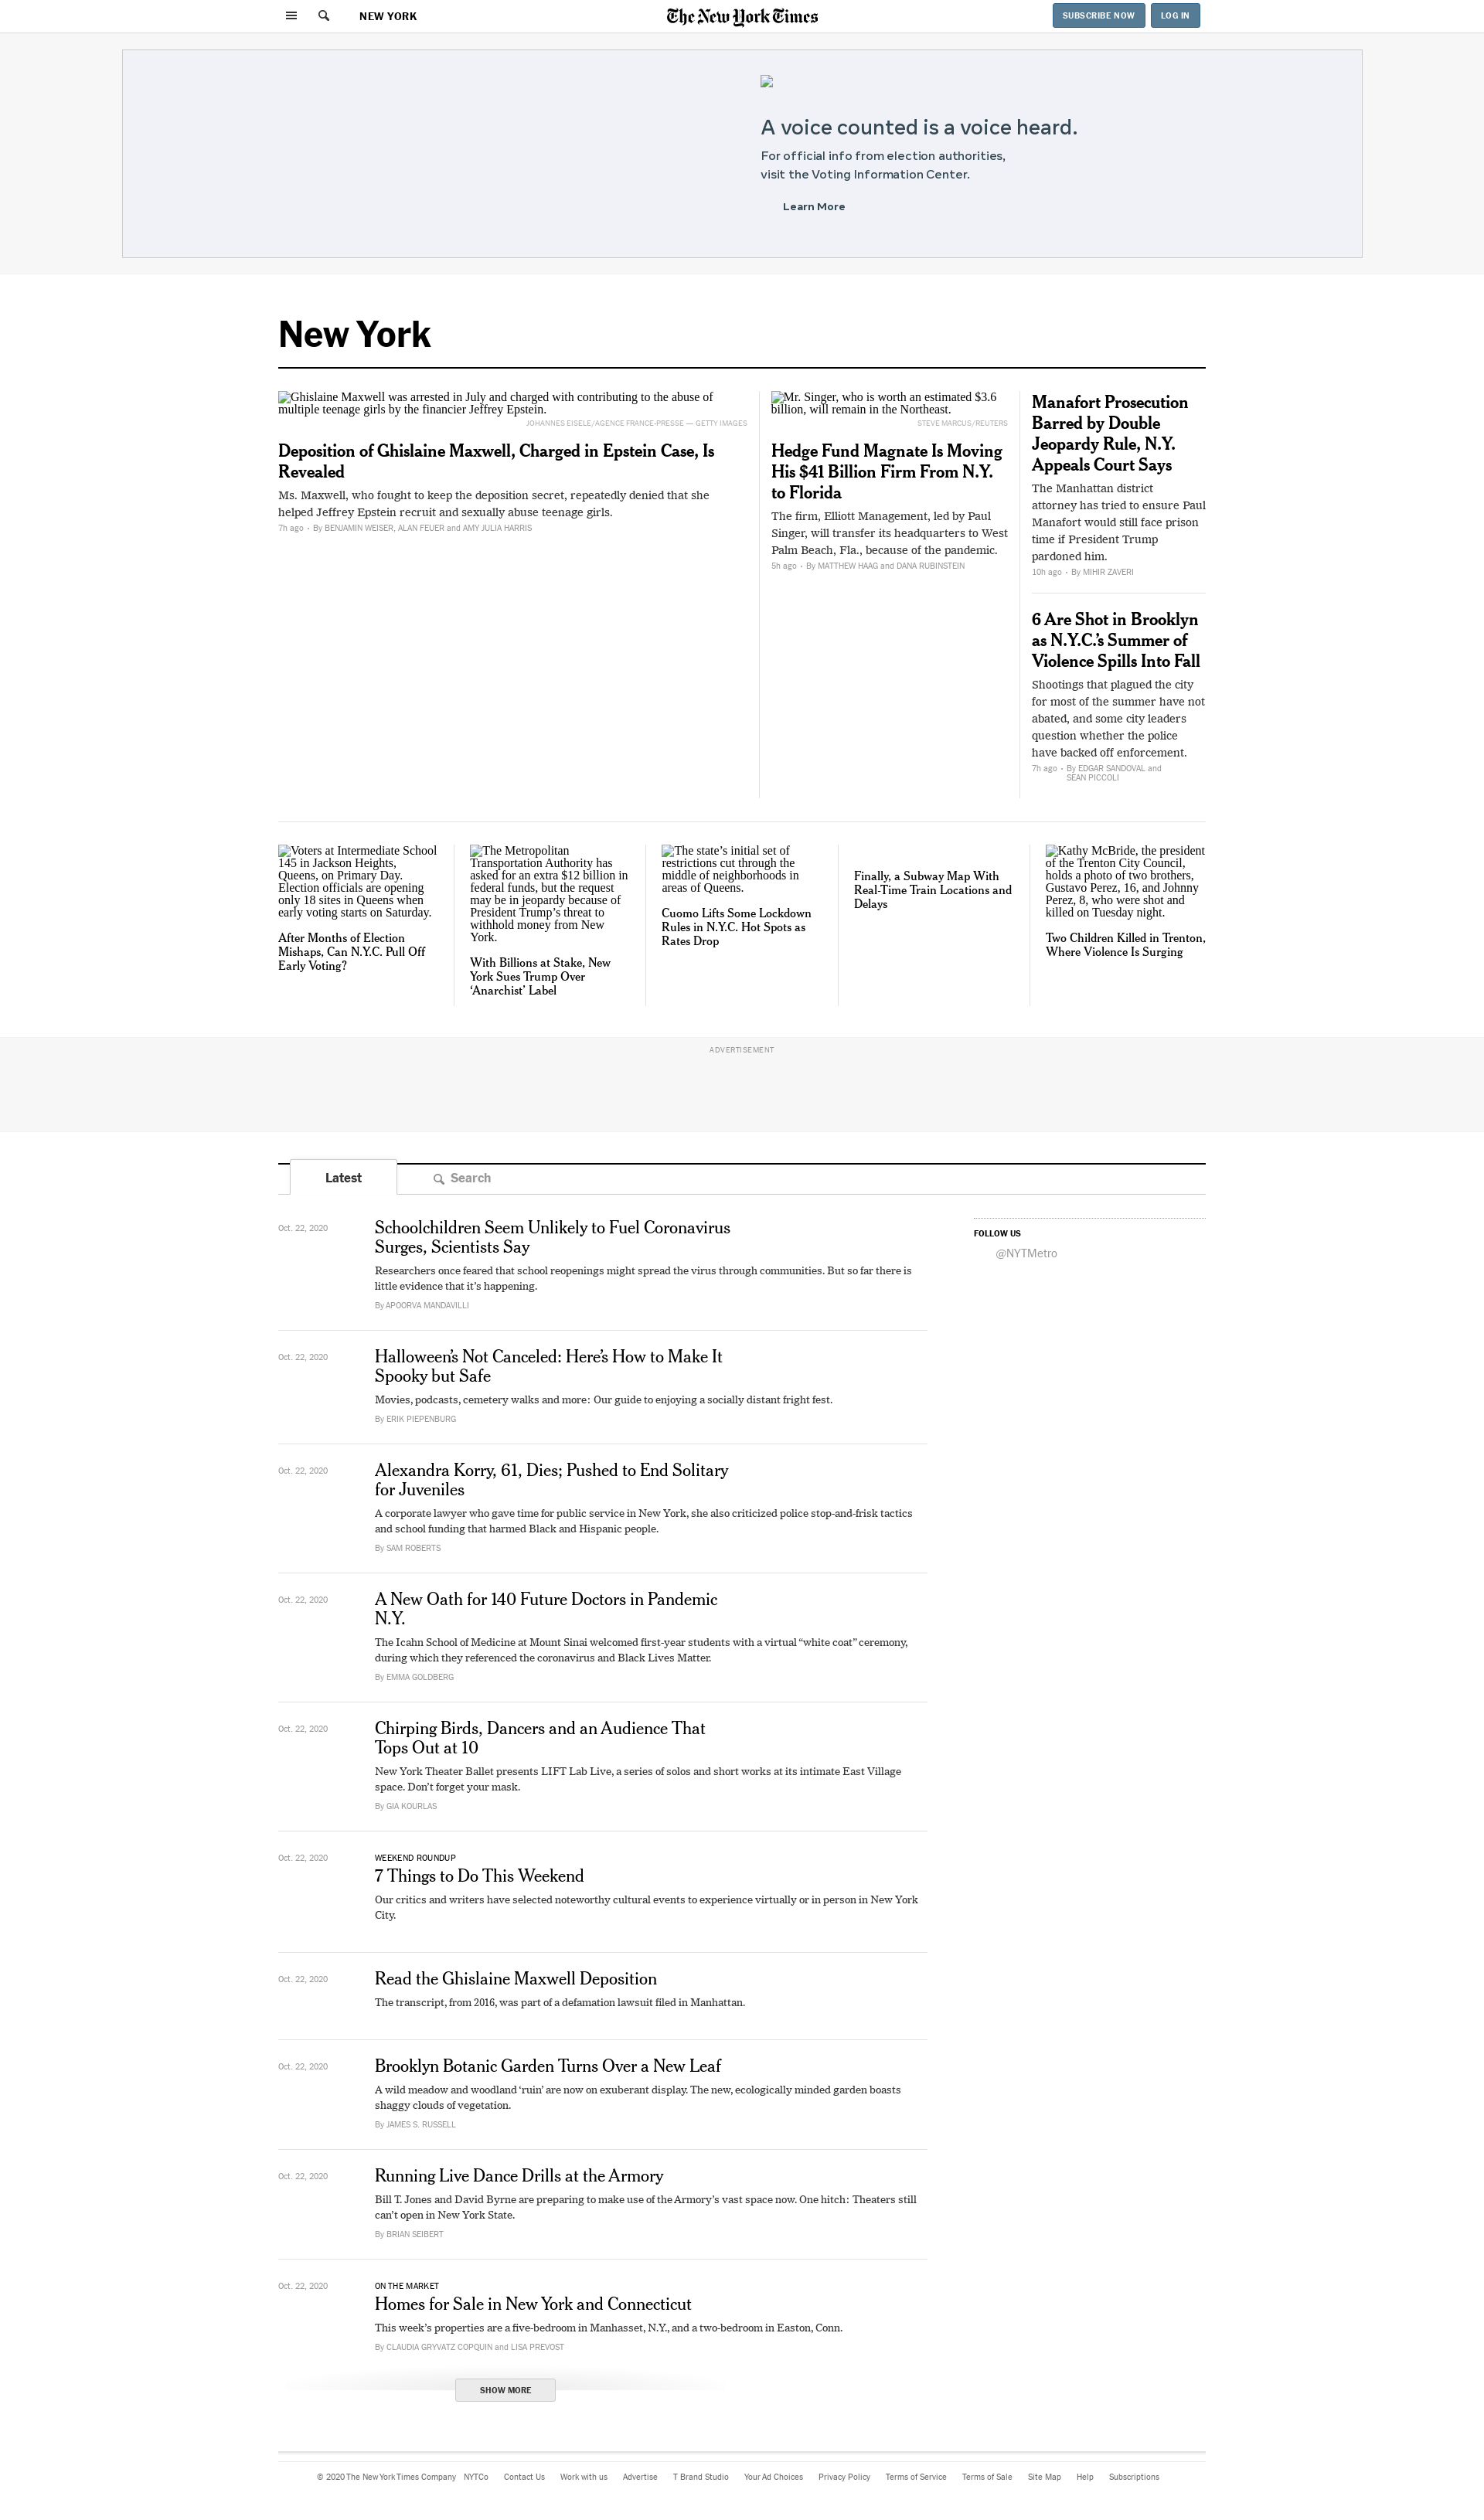 NEW YORK
The New York Times
SUBSCRIBE NOW
LOG IN
A voice counted is a voice heard.
For official info from election authorities,
visit the Voting Information Center.
Learn More
New York
Ghislaine Maxwell was arrested in July and charged with contributing to the abuse of
multiple teenage girls by the financier Jeffrey Epstein.
JOHANNES EISELE/AGENCE FRANCE-PRESSE — GETTY IMAGES
Deposition of Ghislaine Maxwell, Charged in Epstein Case, Is
Revealed
Ms. Maxwell, who fought to keep the deposition secret, repeatedly denied that she
helped Jeffrey Epstein recruit and sexually abuse teenage girls.
7h ago • By BENJAMIN WEISER, ALAN FEUER and AMY JULIA HARRIS
Mr. Singer, who is worth an estimated $3.6
billion, will remain in the Northeast.
STEVE MARCUS/REUTERS
Hedge Fund Magnate Is Moving
His $41 Billion Firm From N.Y.
to Florida
The firm, Elliott Management, led by Paul
Singer, will transfer its headquarters to West
Palm Beach, Fla., because of the pandemic.
5h ago • By MATTHEW HAAG and DANA RUBINSTEIN
Manafort Prosecution
Barred by Double
Jeopardy Rule, N.Y.
Appeals Court Says
The Manhattan district
attorney has tried to ensure Paul
Manafort would still face prison
time if President Trump
pardoned him.
10h ago • By MIHIR ZAVERI
6 Are Shot in Brooklyn
as N.Y.C.’s Summer of
Violence Spills Into Fall
Shootings that plagued the city
for most of the summer have not
abated, and some city leaders
question whether the police
have backed off enforcement.
7h ago • By EDGAR SANDOVAL and
SEAN PICCOLI
Voters at Intermediate School
145 in Jackson Heights,
Queens, on Primary Day.
Election officials are opening
only 18 sites in Queens when
early voting starts on Saturday.
After Months of Election
Mishaps, Can N.Y.C. Pull Off
Early Voting?
The Metropolitan
Transportation Authority has
asked for an extra $12 billion in
federal funds, but the request
may be in jeopardy because of
President Trump’s threat to
withhold money from New
York.
With Billions at Stake, New
York Sues Trump Over
‘Anarchist’ Label
The state’s initial set of
restrictions cut through the
middle of neighborhoods in
areas of Queens.
Cuomo Lifts Some Lockdown
Rules in N.Y.C. Hot Spots as
Rates Drop
Finally, a Subway Map With
Real-Time Train Locations and
Delays
Kathy McBride, the president
of the Trenton City Council,
holds a photo of two brothers,
Gustavo Perez, 16, and Johnny
Perez, 8, who were shot and
killed on Tuesday night.
Two Children Killed in Trenton,
Where Violence Is Surging
ADVERTISEMENT
Latest
Search
Oct. 22, 2020
Schoolchildren Seem Unlikely to Fuel Coronavirus
Surges, Scientists Say
Researchers once feared that school reopenings might spread the virus through communities. But so far there is
little evidence that it’s happening.
By APOORVA MANDAVILLI
FOLLOW US
@NYTMetro
Oct. 22, 2020
Halloween’s Not Canceled: Here’s How to Make It
Spooky but Safe
Movies, podcasts, cemetery walks and more: Our guide to enjoying a socially distant fright fest.
By ERIK PIEPENBURG
Oct. 22, 2020
Alexandra Korry, 61, Dies; Pushed to End Solitary
for Juveniles
A corporate lawyer who gave time for public service in New York, she also criticized police stop-and-frisk tactics
and school funding that harmed Black and Hispanic people.
By SAM ROBERTS
Oct. 22, 2020
A New Oath for 140 Future Doctors in Pandemic
N.Y.
The Icahn School of Medicine at Mount Sinai welcomed first-year students with a virtual “white coat” ceremony,
during which they referenced the coronavirus and Black Lives Matter.
By EMMA GOLDBERG
Oct. 22, 2020
Chirping Birds, Dancers and an Audience That
Tops Out at 10
New York Theater Ballet presents LIFT Lab Live, a series of solos and short works at its intimate East Village
space. Don’t forget your mask.
By GIA KOURLAS
Oct. 22, 2020
WEEKEND ROUNDUP
7 Things to Do This Weekend
Our critics and writers have selected noteworthy cultural events to experience virtually or in person in New York
City.
Oct. 22, 2020
Read the Ghislaine Maxwell Deposition
The transcript, from 2016, was part of a defamation lawsuit filed in Manhattan.
Oct. 22, 2020
Brooklyn Botanic Garden Turns Over a New Leaf
A wild meadow and woodland ‘ruin’ are now on exuberant display. The new, ecologically minded garden boasts
shaggy clouds of vegetation.
By JAMES S. RUSSELL
Oct. 22, 2020
Running Live Dance Drills at the Armory
Bill T. Jones and David Byrne are preparing to make use of the Armory’s vast space now. One hitch: Theaters still
can’t open in New York State.
By BRIAN SEIBERT
Oct. 22, 2020
ON THE MARKET
Homes for Sale in New York and Connecticut
This week’s properties are a five-bedroom in Manhasset, N.Y., and a two-bedroom in Easton, Conn.
By CLAUDIA GRYVATZ COPQUIN and LISA PREVOST
SHOW MORE
© 2020 The New York Times Company NYTCo Contact Us Work with us Advertise T Brand Studio Your Ad Choices Privacy Policy Terms of Service Terms of Sale Site Map Help Subscriptions